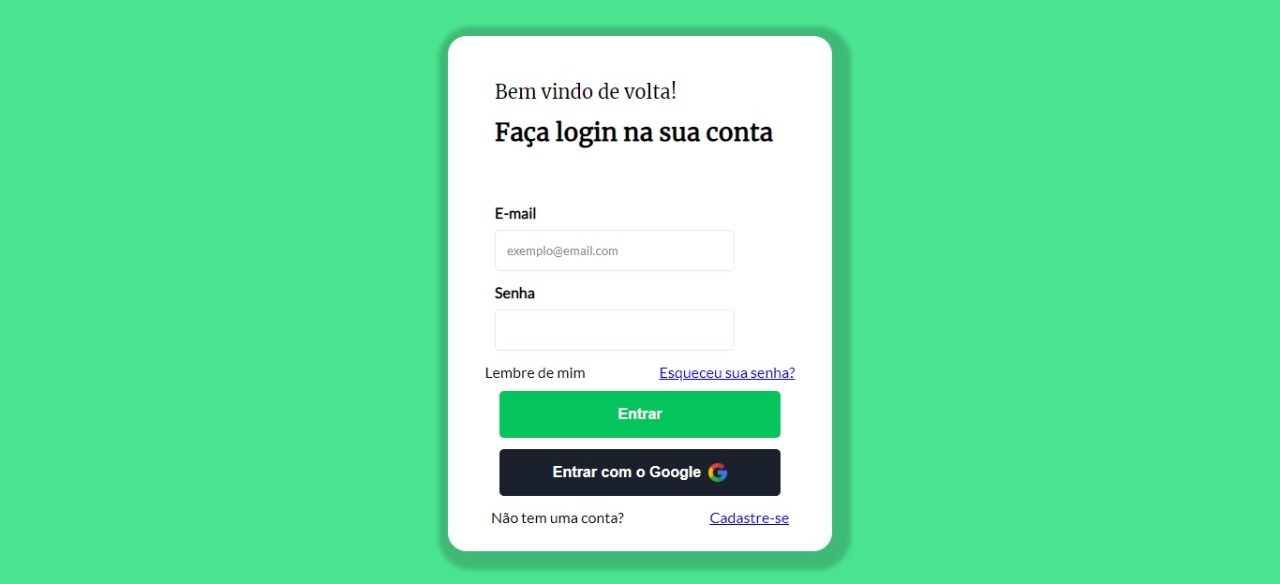 Bem vindo de volta!
Faça login na sua conta
E-mail
exemplo@email.com
Senha
Lembre de mim Esqueceu sua senha?
Entrar
Entrar com o Google
Não tem uma conta? Cadastre-se